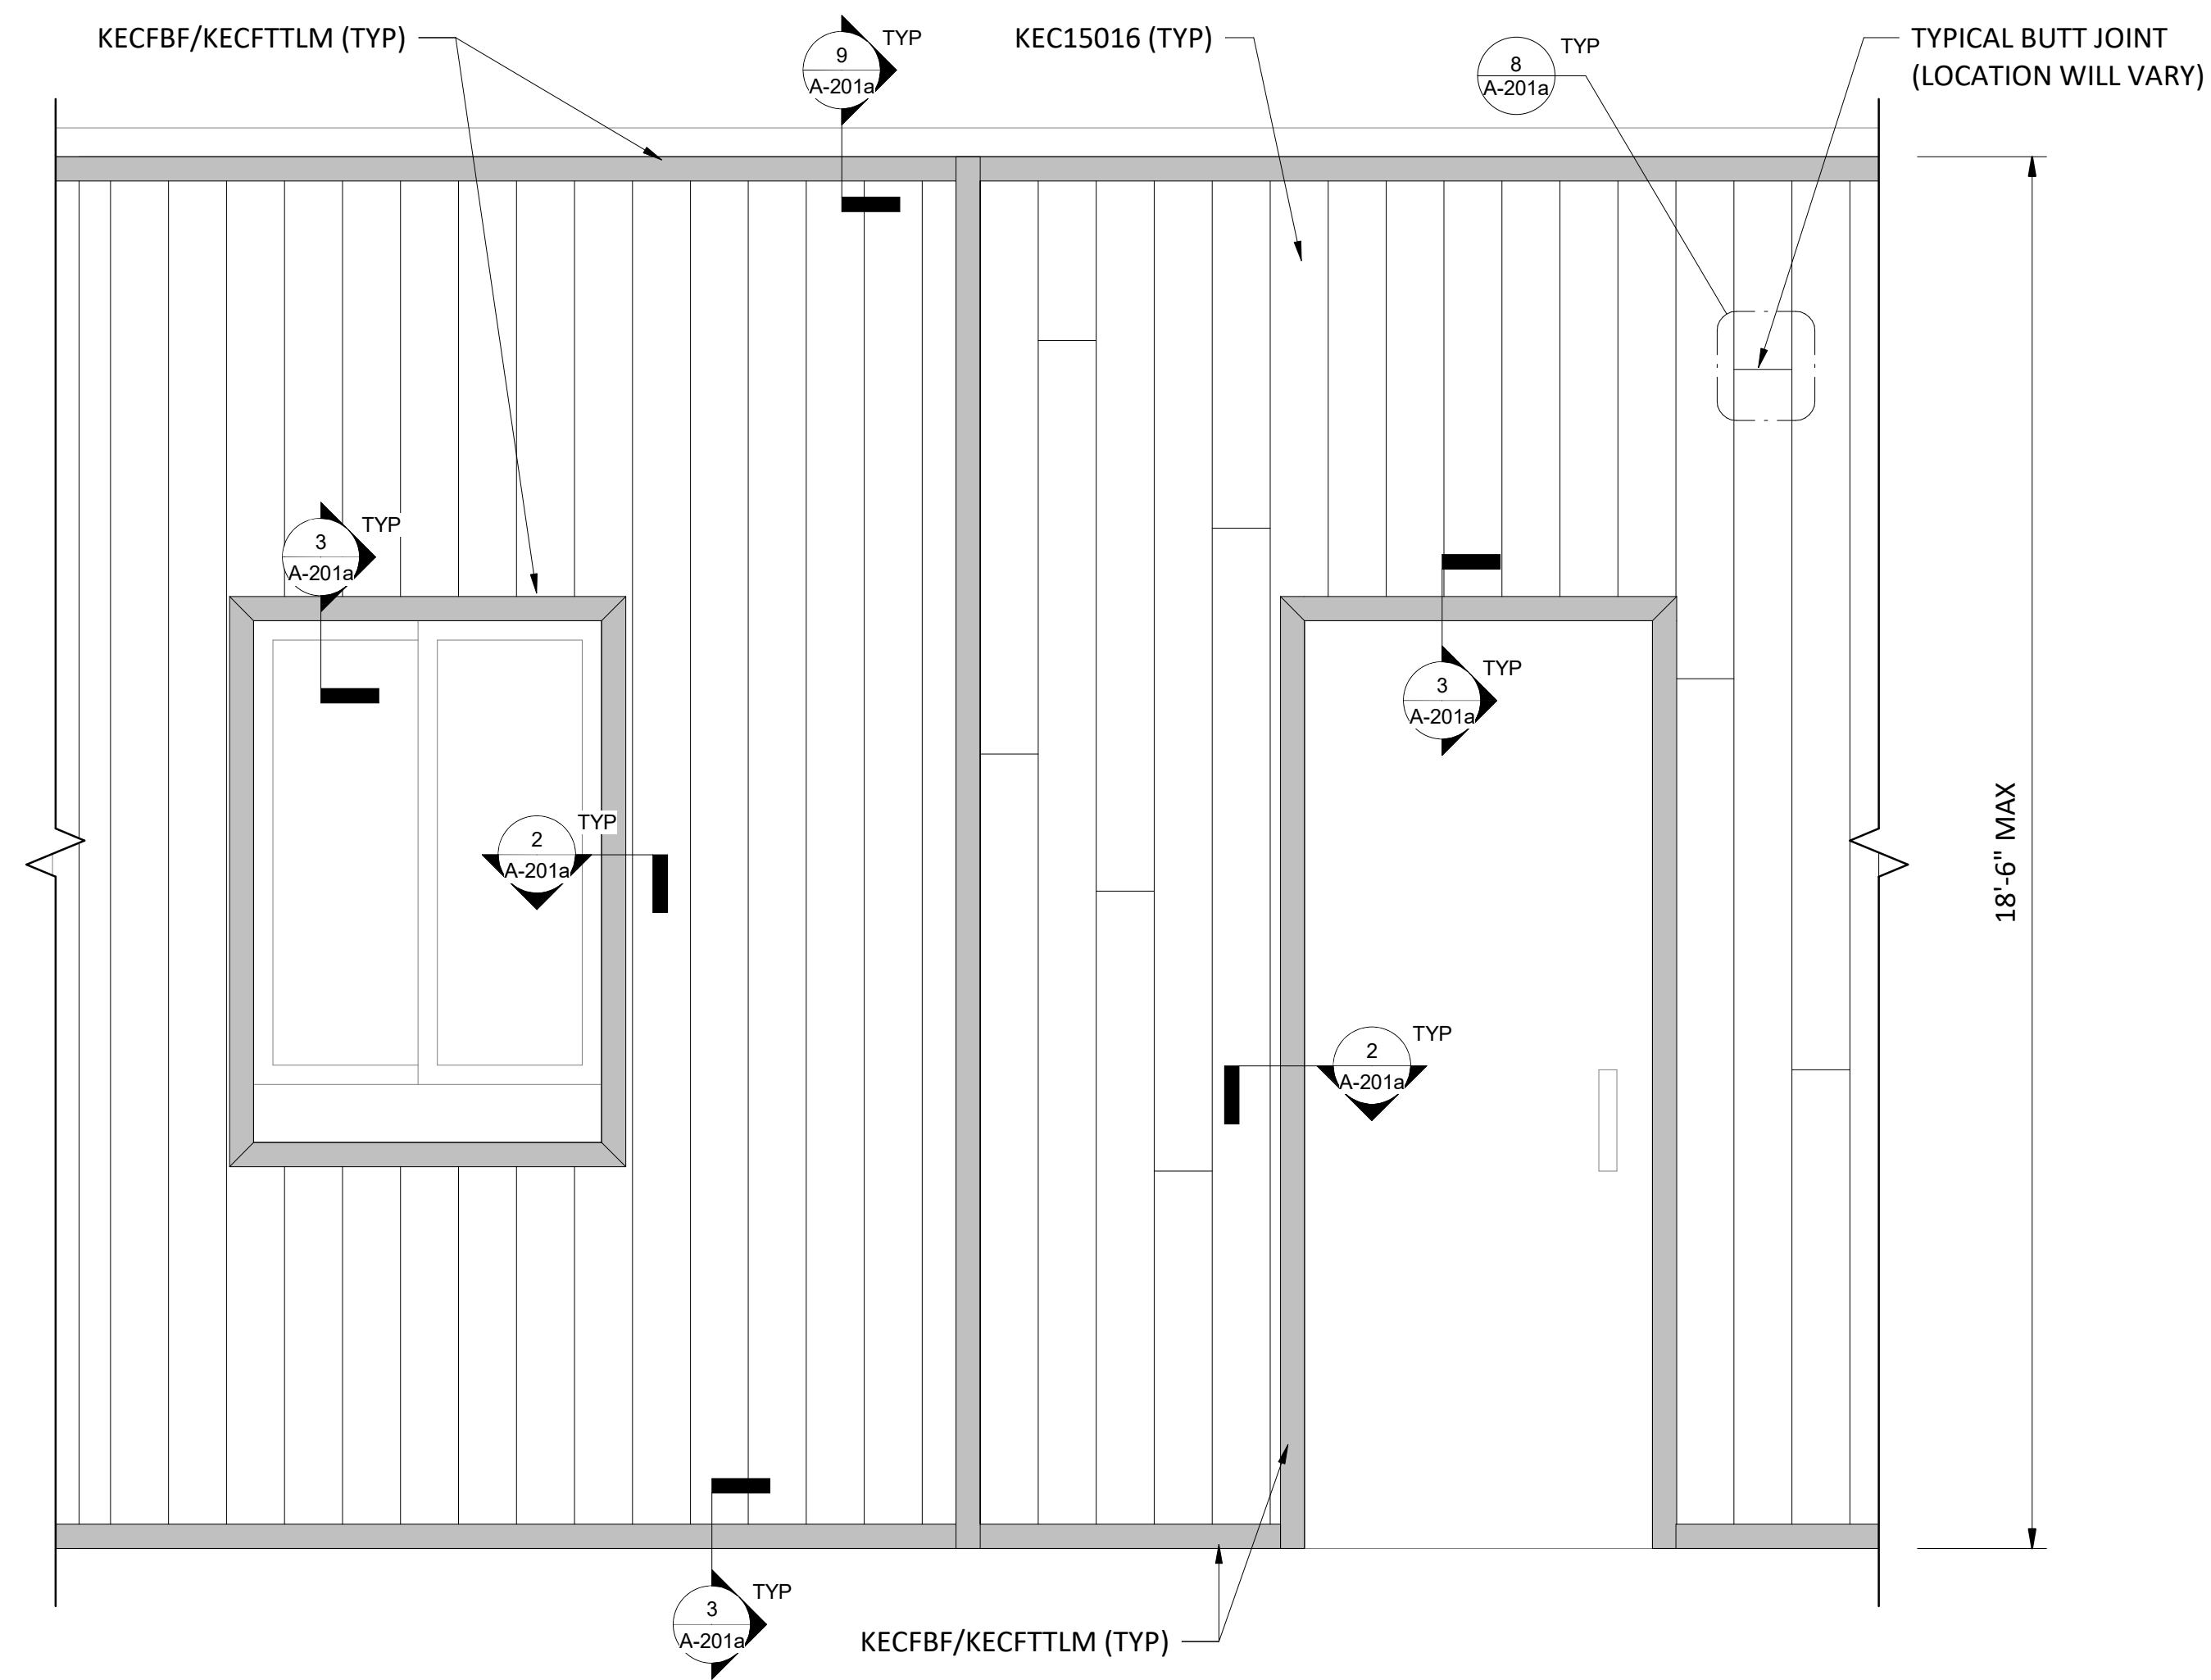 KECFBF/KECFTTLM (TYP)
9
A-201a
TYP
KEC15016 (TYP)
8
A-201a
TYP
TYPICAL BUTT JOINT
(LOCATION WILL VARY)
3
A-201a
TYP
3
A-201a
TYP
2
A-201a
TYP
18'-6" MAX
2
A-201a
TYP
3
A-201a
TYP
KECFBF/KECFTTLM (TYP)